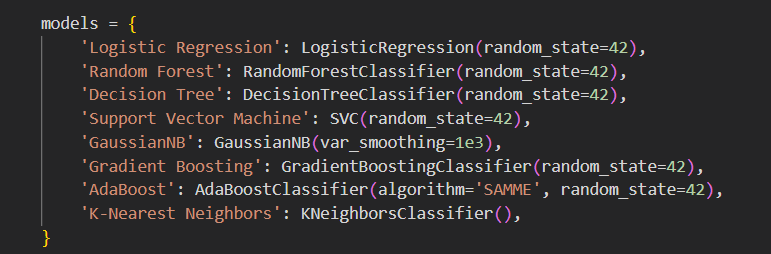 models = {
    'Logistic Regression': LogisticRegression(random_state=42),
    'Random Forest': RandomForestClassifier(random_state=42),
    'Decision Tree': DecisionTreeClassifier(random_state=42),
    'Support Vector Machine': SVC(random_state=42),
    'GaussianNB': GaussianNB(var_smoothing=1e3),
    'Gradient Boosting': GradientBoostingClassifier(random_state=42),
    'AdaBoost': AdaBoostClassifier(algorithm='SAMME', random_state=42),
    'K-Nearest Neighbors': KNeighborsClassifier(),
}